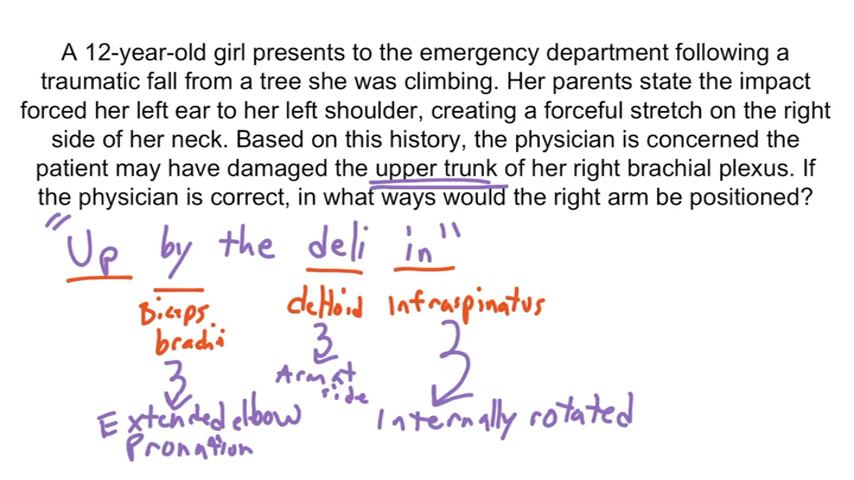 A 12-year-old girl presents to the emergency department following a
traumatic fall from a tree she was climbing. Her parents state the impact
forced her left ear to her left shoulder, creating a forceful stretch on the right
side of her neck. Based on this history, the physician is concerned the
patient may have damaged the upper trunk of her right brachial plexus. If
the physician is correct, in what ways would the right arm be positioned?
"Up by the deli in"
Biceps deltoid Infraspinatus
brachii
Arm at
side
Extended elbow Internally rotated
Pronation